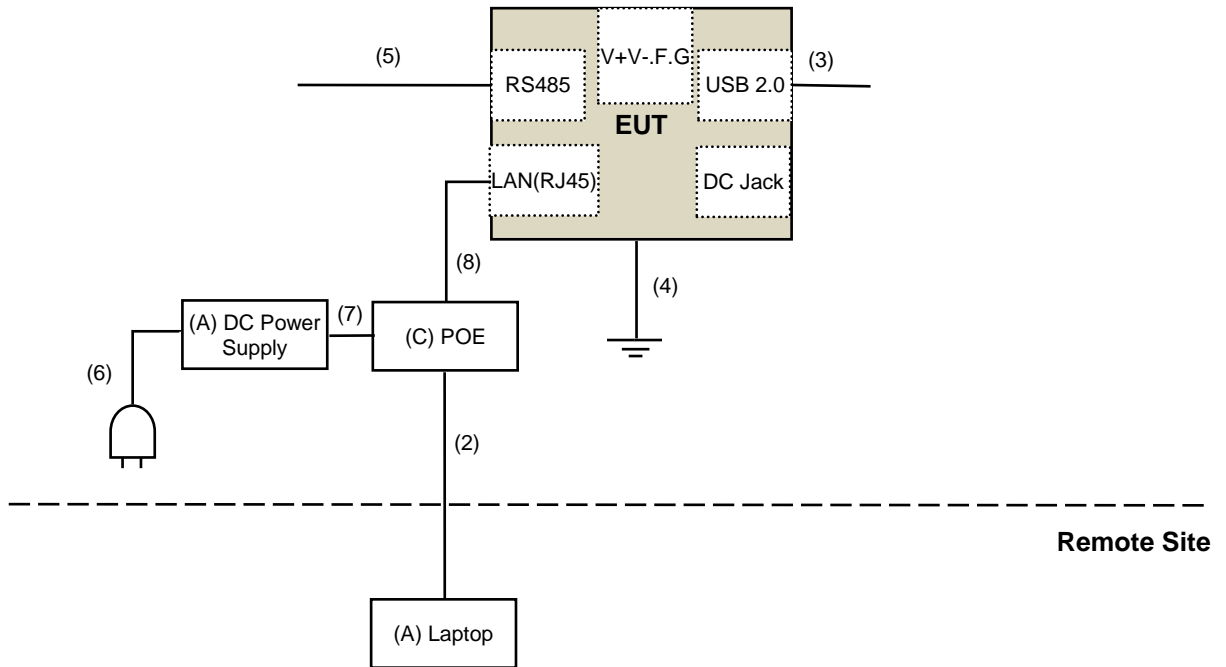 V+V-.F.G
(5)
(3)
RS485
USB 2.0
EUT
LAN(RJ45)
DC Jack
(8)
(4)
(A) DC Power
Supply
(7)
(C) POE
(6)
(2)
Remote Site
(A) Laptop